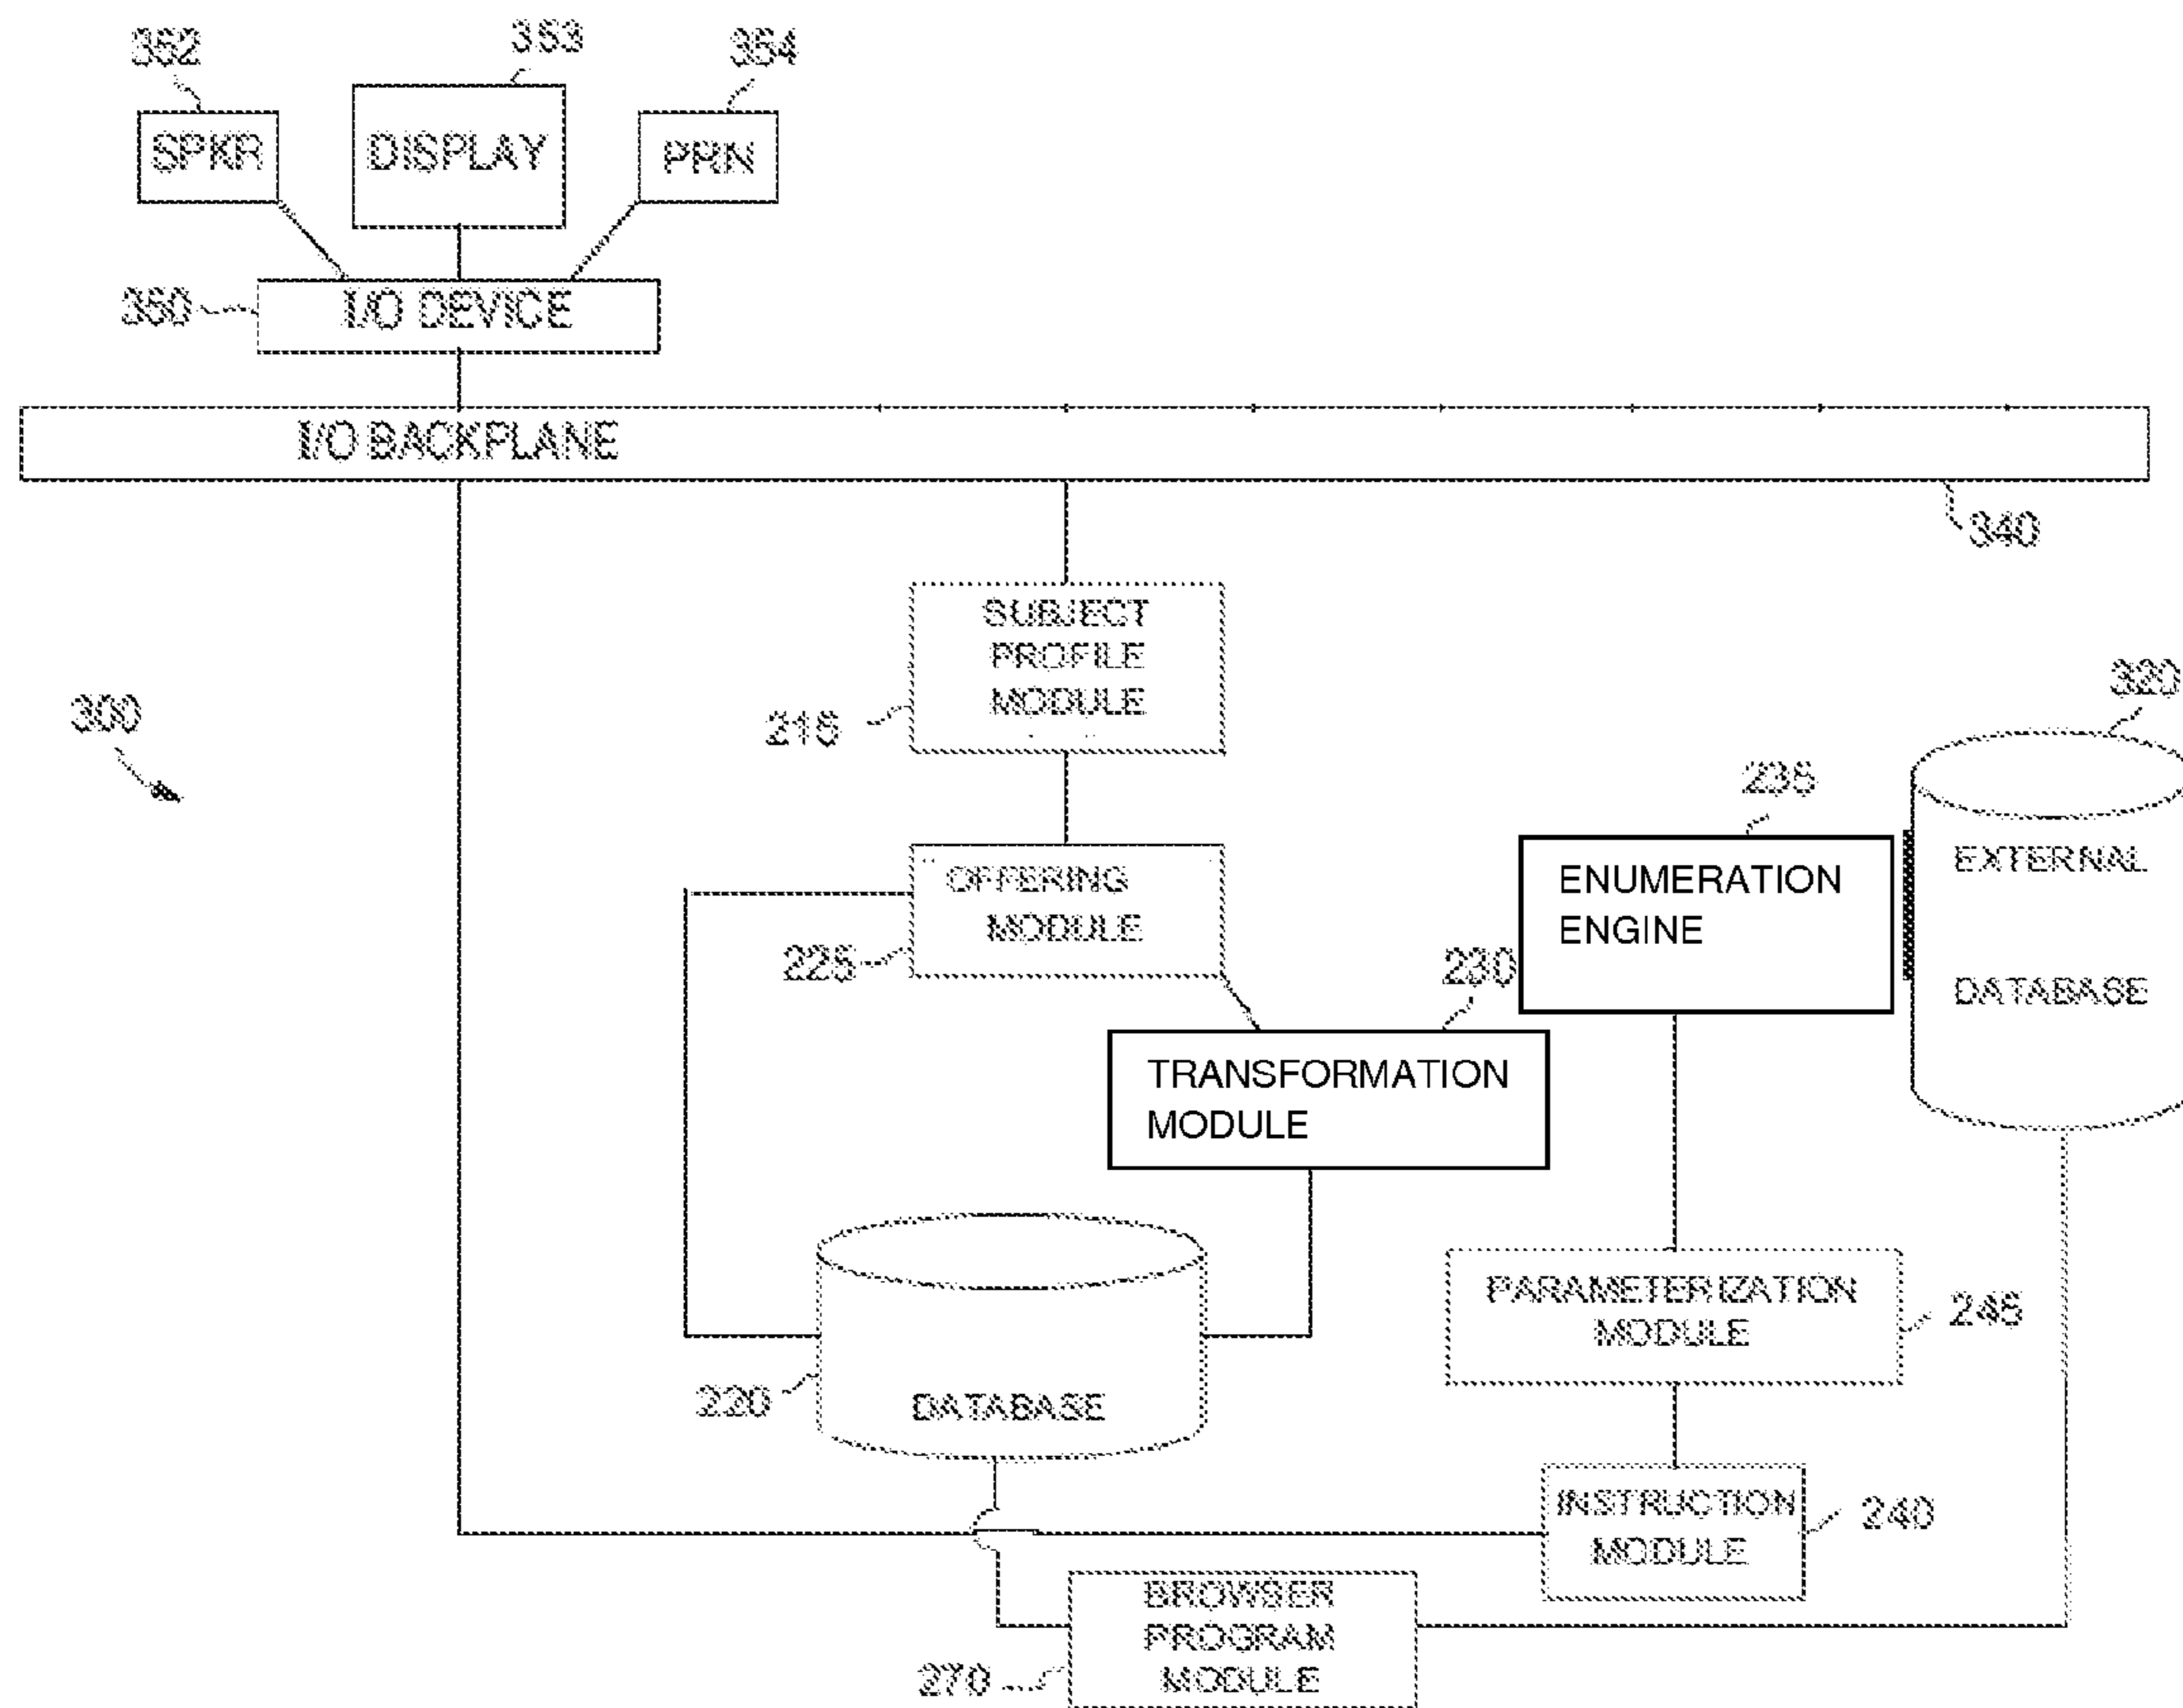 352
353
354
SPKR
DISPLAY
PRN
350
I/O DEVICE
I/O BACKPLANE
340
SUBJECT
PROFILE
MODULE
215
300
320
235
OFFERING
MODULE
225
230
ENUMERATION
ENGINE
EXTERNAL
DATABASE
TRANSFORMATION
MODULE
PARAMETERIZATION
MODULE
245
220
DATABASE
INSTRUCTION
MODULE
240
BROWSER
PROGRAM
MODULE
270